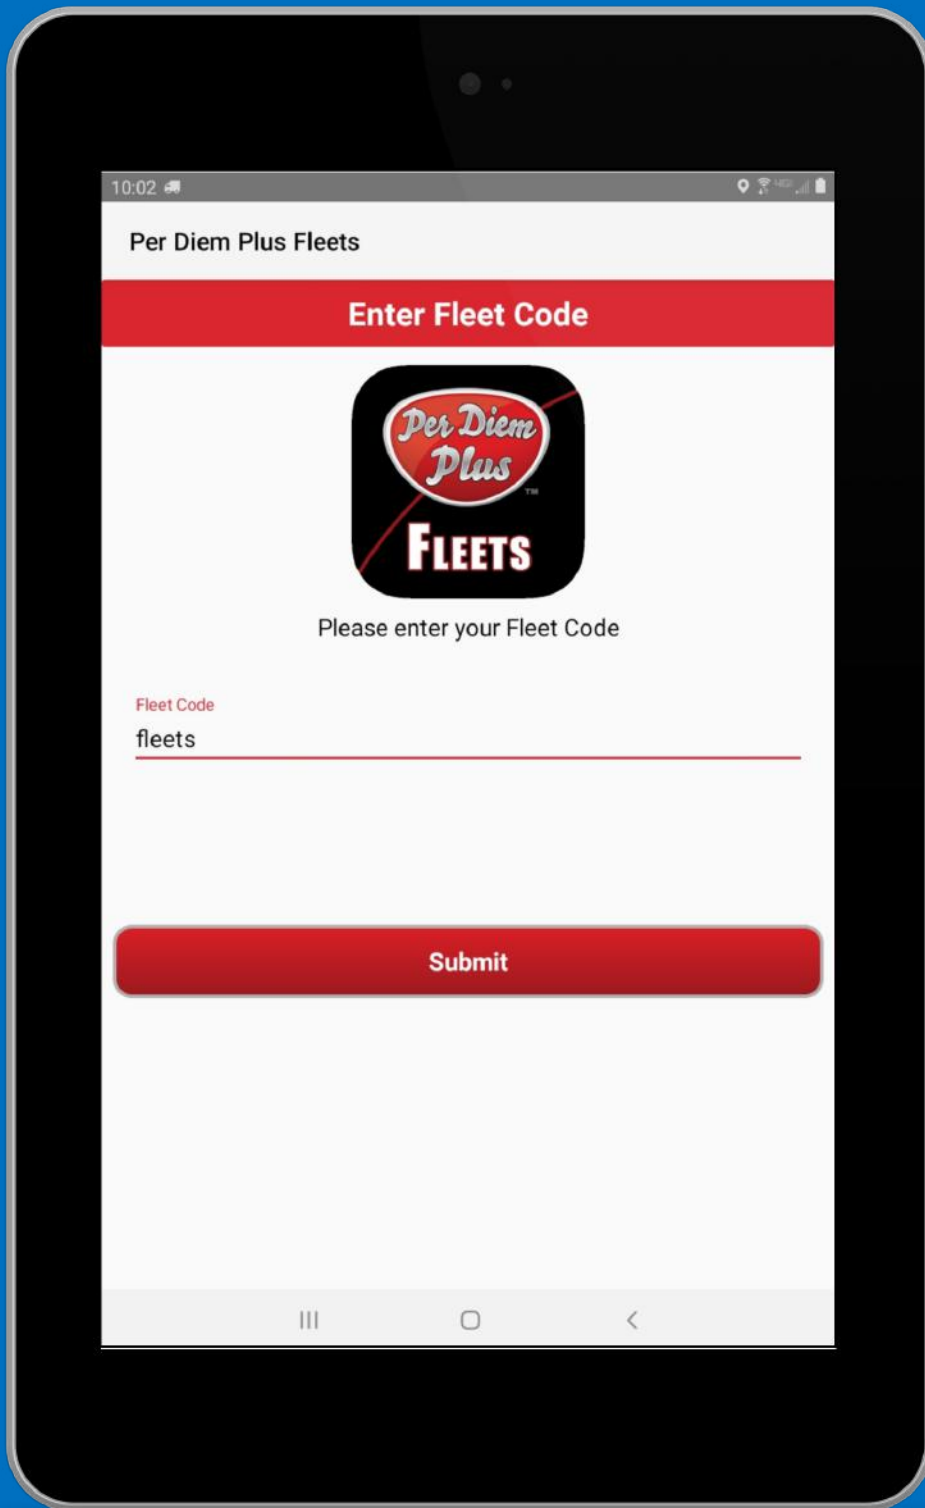 10:02
Per Diem Plus Fleets
Enter Fleet Code
Per Diem
Plus
TM
FLEETS
Please enter your Fleet Code
Fleet Code
fleets
Submit